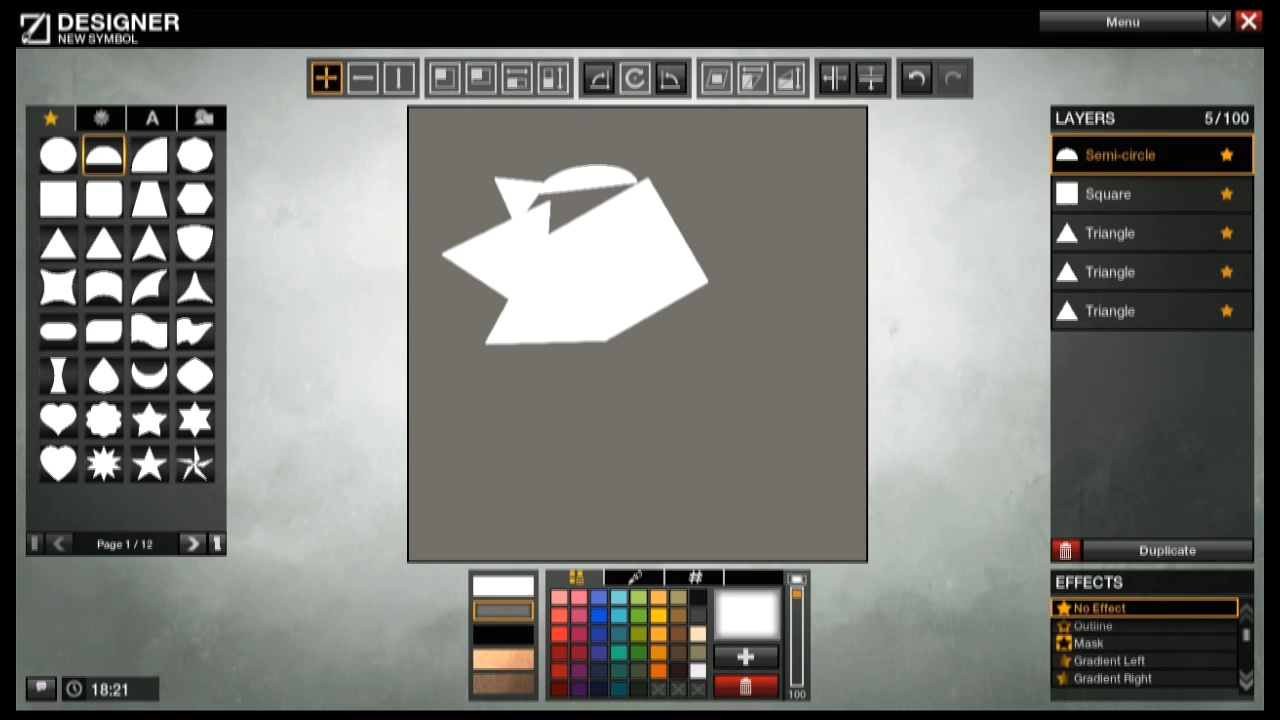 DESIGNER
NEW SYMBOL
Menu
A
LAYERS 5/100
Semi-circle
Square
Triangle
Triangle
Triangle
Page 1 / 12
Duplicate
EFFECTS
No Effect
Outline
Mask
Gradient Left
Gradient Right
#
100
18:21